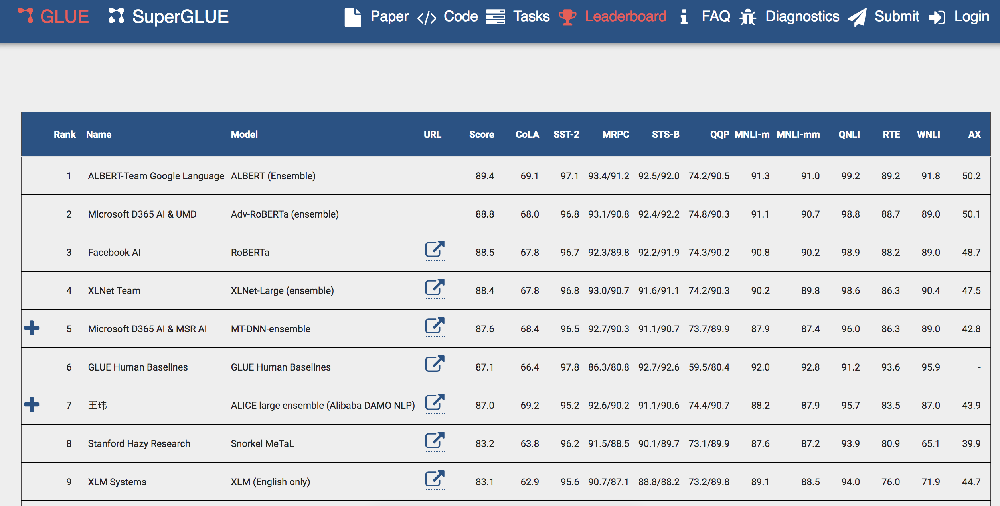 GLUE SuperGLUE Paper </> Code Tasks Leaderboard FAQ Diagnostics Submit Login
Rank Name Model URL Score CoLA SST-2 MRPC STS-B QQP MNLI-m MNLI-mm QNLI RTE WNLI AX
1 ALBERT-Team Google Language ALBERT (Ensemble) 89.4 69.1 97.1 93.4/91.2 92.5/92.0 74.2/90.5 91.3 91.0 99.2 89.2 91.8 50.2
2 Microsoft D365 AI & UMD Adv-RoBERTa (ensemble) 88.8 68.0 96.8 93.1/90.8 92.4/92.2 74.8/90.3 91.1 90.7 98.8 88.7 89.0 50.1
3 Facebook AI RoBERTa 88.5 67.8 96.7 92.3/89.8 92.2/91.9 74.3/90.2 90.8 90.2 98.9 88.2 89.0 48.7
4 XLNet Team XLNet-Large (ensemble) 88.4 67.8 96.8 93.0/90.7 91.6/91.1 74.2/90.3 90.2 89.8 98.6 86.3 90.4 47.5
5 Microsoft D365 AI & MSR AI MT-DNN-ensemble 87.6 68.4 96.5 92.7/90.3 91.1/90.7 73.7/89.9 87.9 87.4 96.0 86.3 89.0 42.8
6 GLUE Human Baselines GLUE Human Baselines 87.1 66.4 97.8 86.3/80.8 92.7/92.6 59.5/80.4 92.0 92.8 91.2 93.6 95.9 -
7 王玮 ALICE large ensemble (Alibaba DAMO NLP) 87.0 69.2 95.2 92.6/90.2 91.1/90.6 74.4/90.7 88.2 87.9 95.7 83.5 87.0 43.9
8 Stanford Hazy Research Snorkel MeTaL 83.2 63.8 96.2 91.5/88.5 90.1/89.7 73.1/89.9 87.6 87.2 93.9 80.9 65.1 39.9
9 XLM Systems XLM (English only) 83.1 62.9 95.6 90.7/87.1 88.8/88.2 73.2/89.8 89.1 88.5 94.0 76.0 71.9 44.7